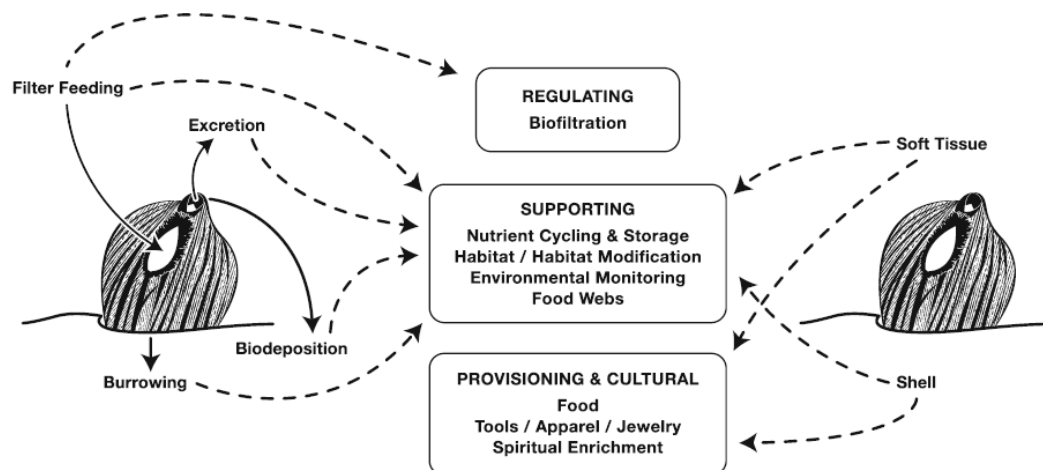 Filter Feeding
Excretion
Biodeposition
Burrowing
REGULATING
Biofiltration
SUPPORTING
Nutrient Cycling & Storage
Habitat / Habitat Modification
Environmental Monitoring
Food Webs
PROVISIONING & CULTURAL
Food
Tools / Apparel / Jewelry
Spiritual Enrichment
Soft Tissue
Shell